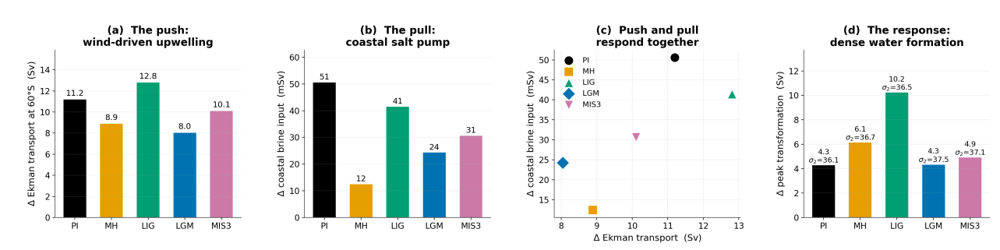 (a)  The push:
wind-driven upwelling
Δ Ekman transport at 60°S  (Sv)
14
12
10
8
6
4
2
0
11.2
8.9
12.8
8.0
10.1
PI
MH
LIG
LGM
MIS3
(b)  The pull:
coastal salt pump
Δ coastal brine input  (mSv)
60
50
40
30
20
10
0
51
12
41
24
31
PI
MH
LIG
LGM
MIS3
(c)  Push and pull
respond together
Δ coastal brine input  (mSv)
50
45
40
35
30
25
20
15
PI
MH
LIG
LGM
MIS3
8
9
10
11
12
13
Δ Ekman transport  (Sv)
(d)  The response:
dense water formation
Δ peak transformation  (Sv)
12
10
8
6
4
2
0
4.3
σ₂=36.1
6.1
σ₂=36.7
10.2
σ₂=36.5
4.3
σ₂=37.5
4.9
σ₂=37.1
PI
MH
LIG
LGM
MIS3